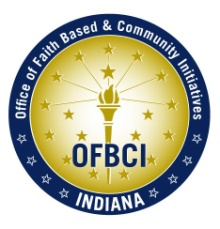 Office of Faith Based & Community Initiatives
OFBCI
INDIANA